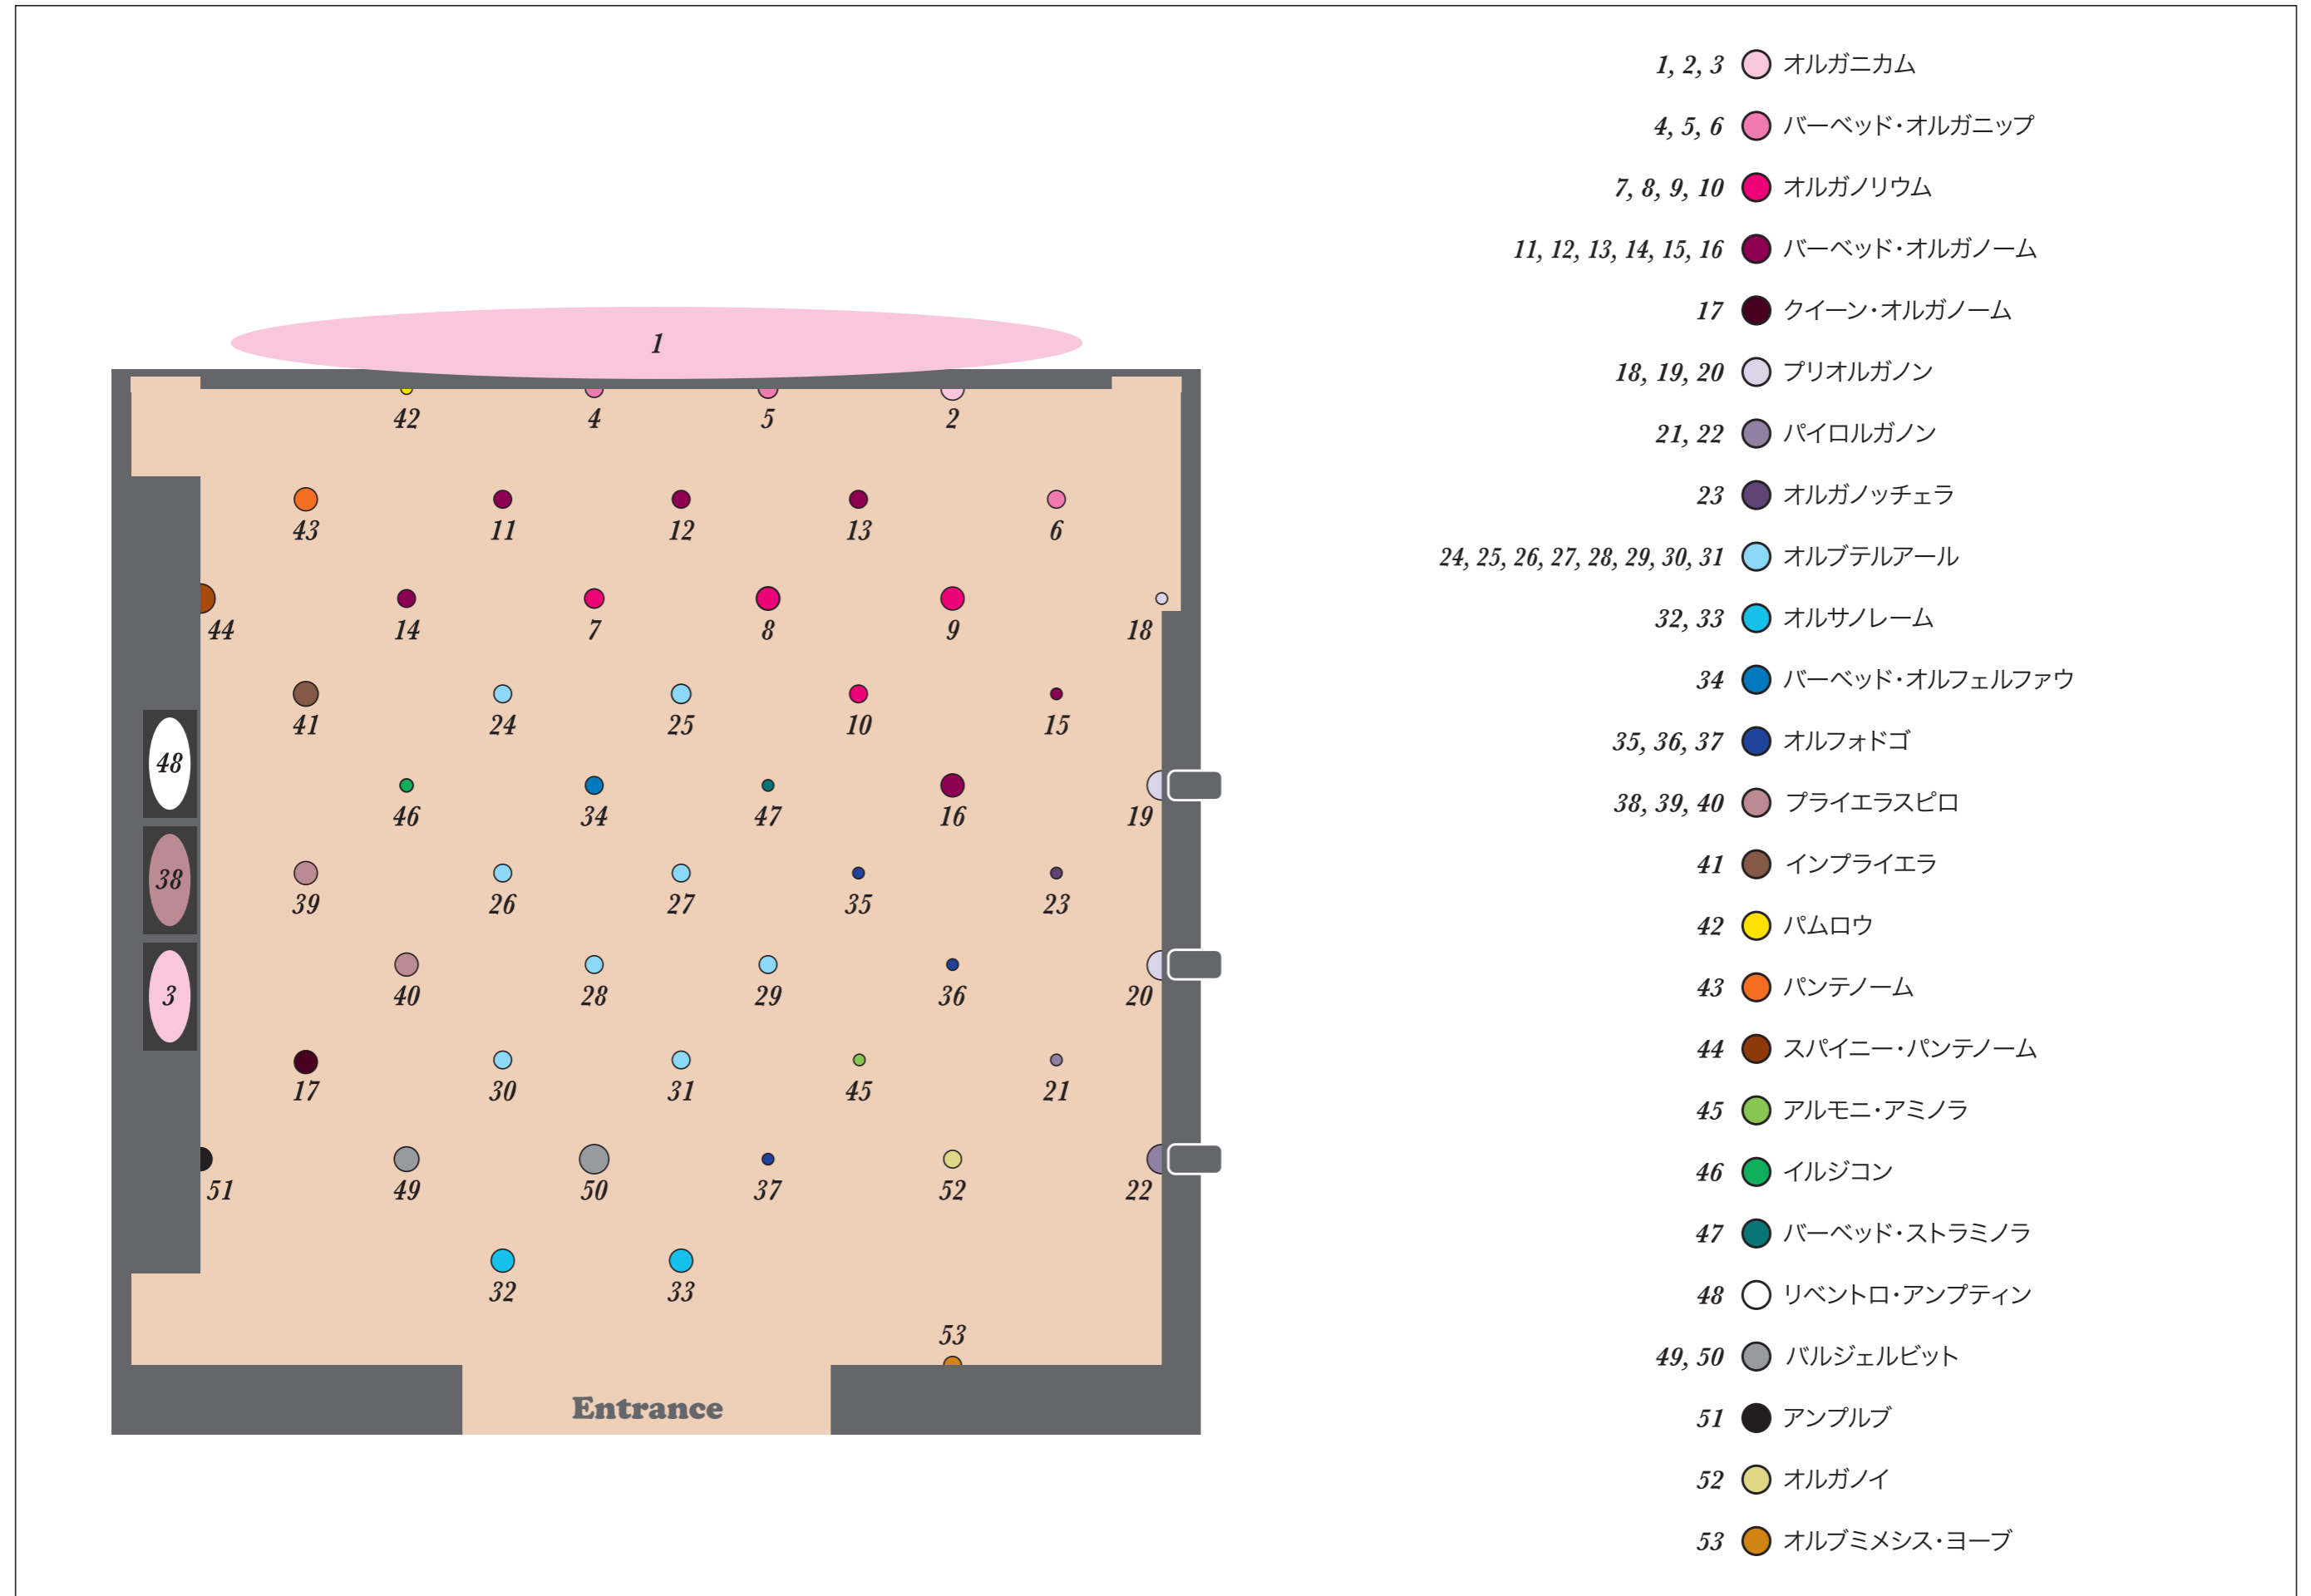 1, 2, 3 オルガニカム
4, 5, 6 バーベッド・オルガニップ
7, 8, 9, 10 オルガノリウム
11, 12, 13, 14, 15, 16 バーベッド・オルガノーム
17 クイーン・オルガノーム
18, 19, 20 プリオルガノン
21, 22 パイロルガノン
23 オルガノッチェラ
24, 25, 26, 27, 28, 29, 30, 31 オルブテルアール
32, 33 オルサノレーム
34 バーベッド・オルフェルファウ
35, 36, 37 オルフォドゴ
38, 39, 40 プライエラスピロ
41 インプライエラ
42 パムロウ
43 パンテノーム
44 スパイニー・パンテノーム
45 アルモニ・アミノラ
46 イルジコン
47 バーベッド・ストラミノラ
48 リベントロ・アンプティン
49, 50 バルジェルビット
51 アンプルブ
52 オルガノイ
53 オルブミメシス・ヨーブ
1
42 4 5 2
43 11 12 13 6
44 14 7 8 9 18
41 24 25 10 15
48
46 34 47 16 19
38
39 26 27 35 23
3
40 28 29 36 20
17 30 31 45 21
51 49 50 37 52 22
32 33
53
Entrance